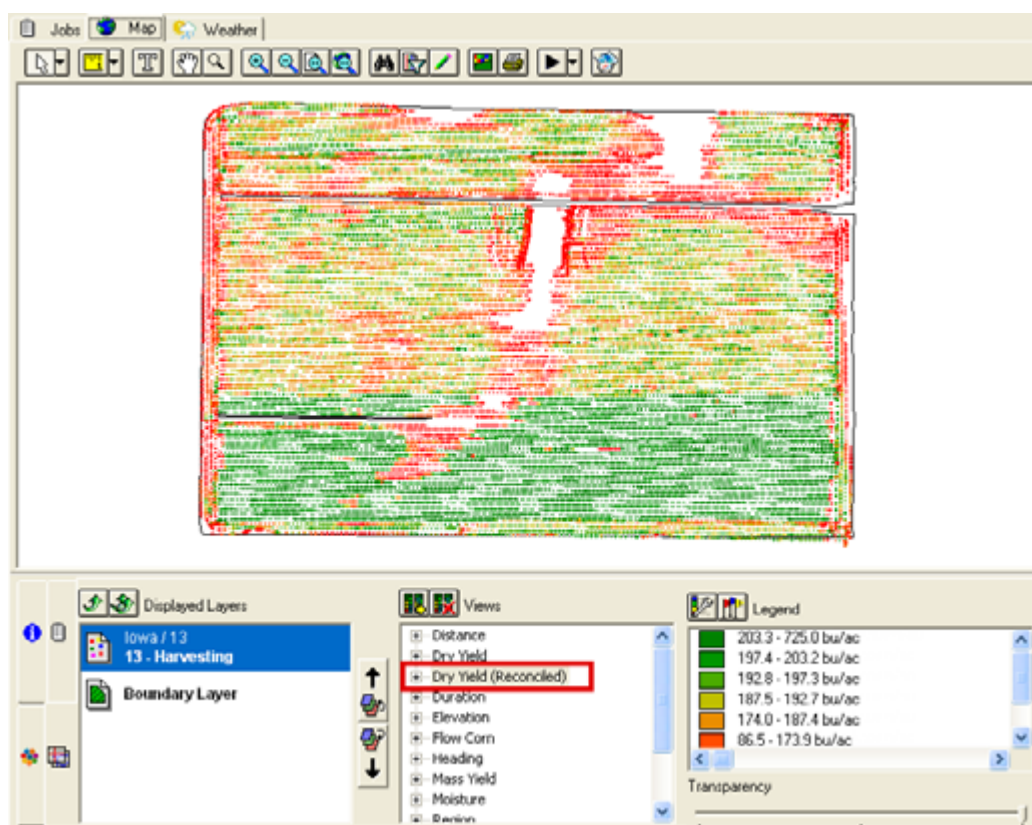 Jobs Map Weather
T
Displayed Layers
Iowa / 13
13 - Harvesting
Boundary Layer
Views
Distance
Dry Yield
Dry Yield (Reconciled)
Duration
Elevation
Flow Corn
Heading
Mass Yield
Moisture
Region
Legend
203.3 - 725.0 bu/ac
197.4 - 203.2 bu/ac
192.8 - 197.3 bu/ac
187.5 - 192.7 bu/ac
174.0 - 187.4 bu/ac
86.5 - 173.9 bu/ac
Transparency